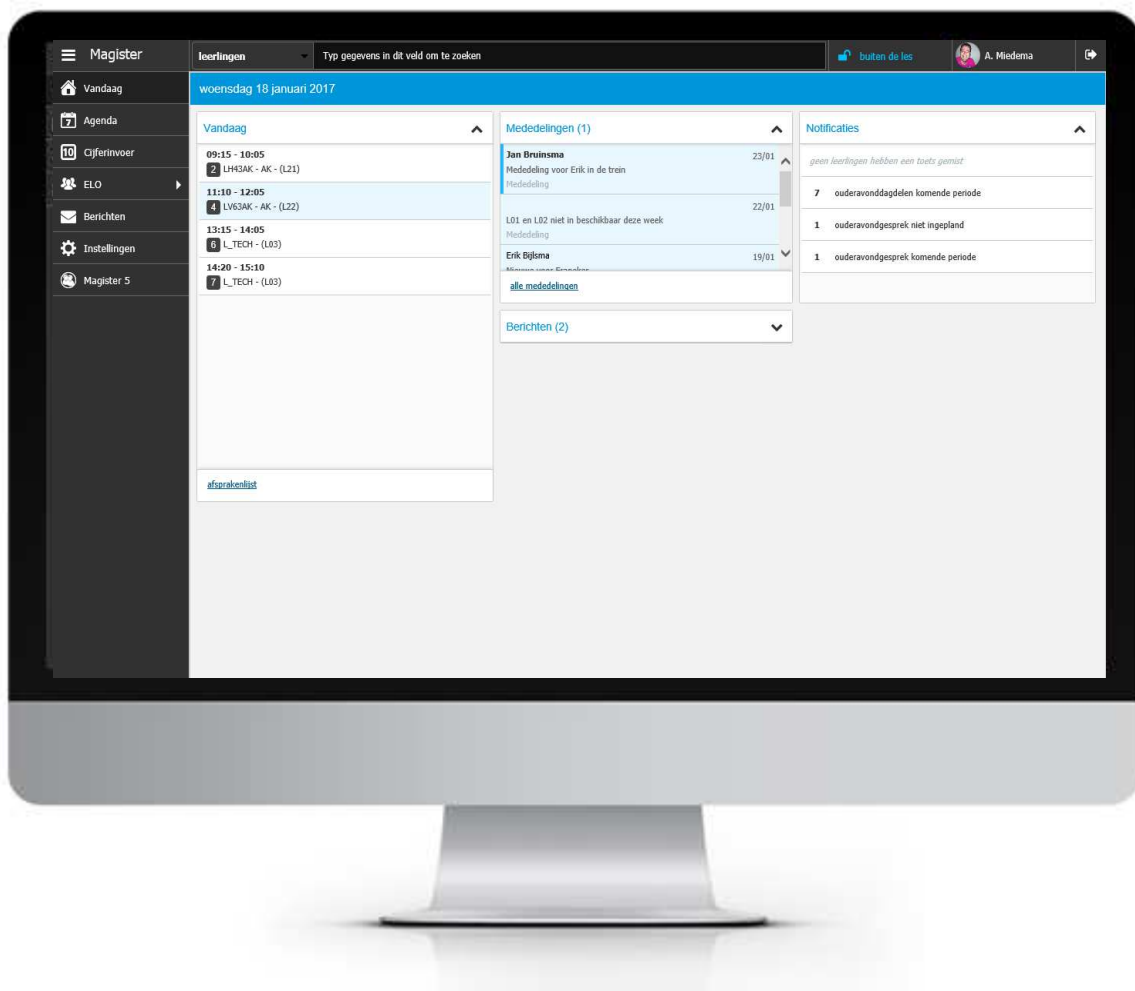 Magister
leerlingen
Typ gegevens in dit veld om te zoeken
buiten de les
A. Miedema
Vandaag
7 Agenda
10 Cijferinvoer
ELO
Berichten
Instellingen
Magister 5
woensdag 18 januari 2017
Vandaag
09:15 - 10:05
2 LH43AK - AK - (L21)
11:10 - 12:05
4 LV63AK - AK - (L22)
13:15 - 14:05
6 L_TECH - (L03)
14:20 - 15:10
7 L_TECH - (L03)
afsprakenlijst
Mededelingen (1)
Jan Bruinsma 23/01
Mededeling voor Erik in de trein
Mededeling
22/01
L01 en L02 niet in beschikbaar deze week
Mededeling
Erik Bijlsma 19/01
alle mededelingen
Berichten (2)
Notificaties
geen leerlingen hebben een toets gemist
7 ouderavonddagdelen komende periode
1 ouderavondgesprek niet ingepland
1 ouderavondgesprek komende periode